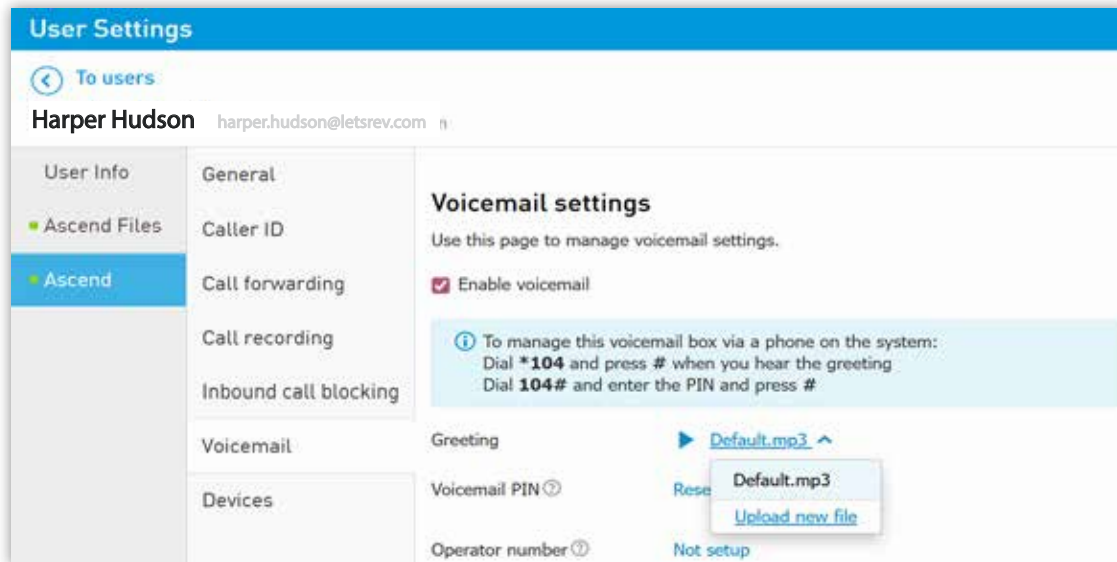 User Settings
To users
Harper Hudson harper.hudson@letsrev.com
User Info
Ascend Files
Ascend
General
Caller ID
Call forwarding
Call recording
Inbound call blocking
Voicemail
Devices
Voicemail settings
Use this page to manage voicemail settings.
Enable voicemail
To manage this voicemail box via a phone on the system:
Dial *104 and press # when you hear the greeting
Dial 104# and enter the PIN and press #
Greeting Default.mp3
Default.mp3
Upload new file
Voicemail PIN Rese
Operator number Not setup